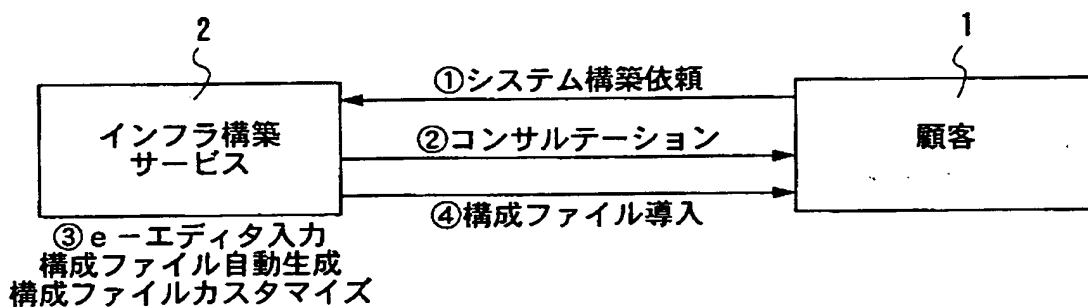 2
1
①システム構築依頼
インフラ構築
サービス
②コンサルテーション
顧客
④構成ファイル導入
③e－エディタ入力
構成ファイル自動生成
構成ファイルカスタマイズ